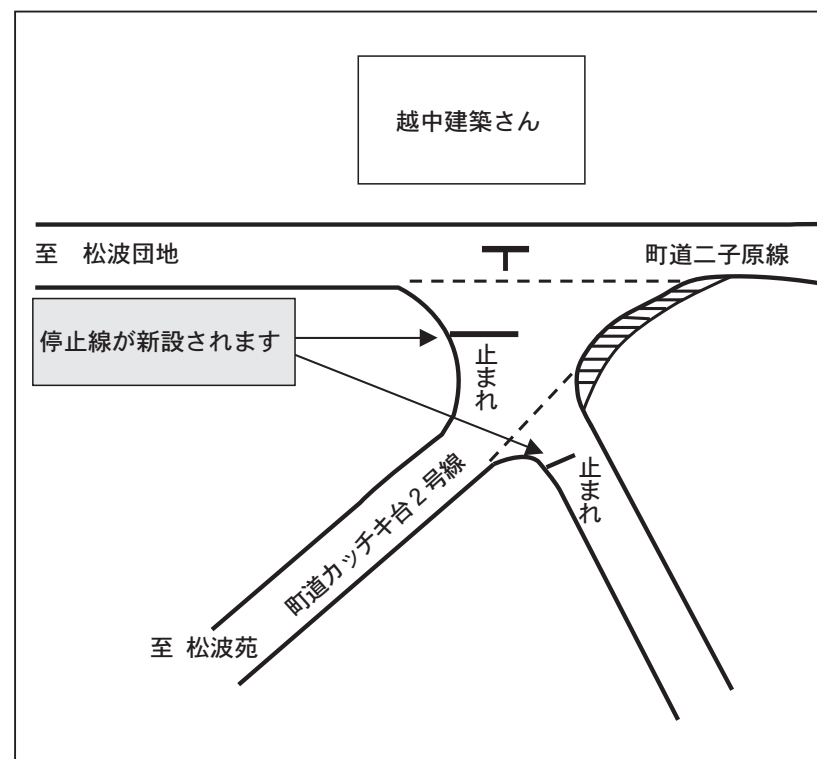 越中建築さん
至　松波団地
町道二子原線
停止線が新設されます
止まれ
止まれ
町道カッチキ台２号線
至 松波苑